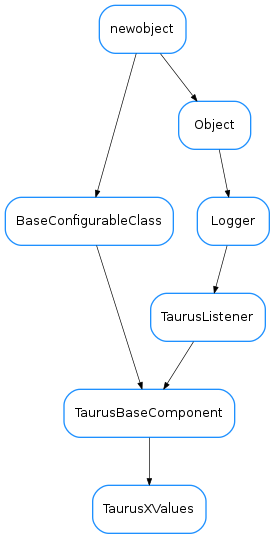 newobject
Object
BaseConfigurableClass
Logger
TaurusListener
TaurusBaseComponent
TaurusXValues